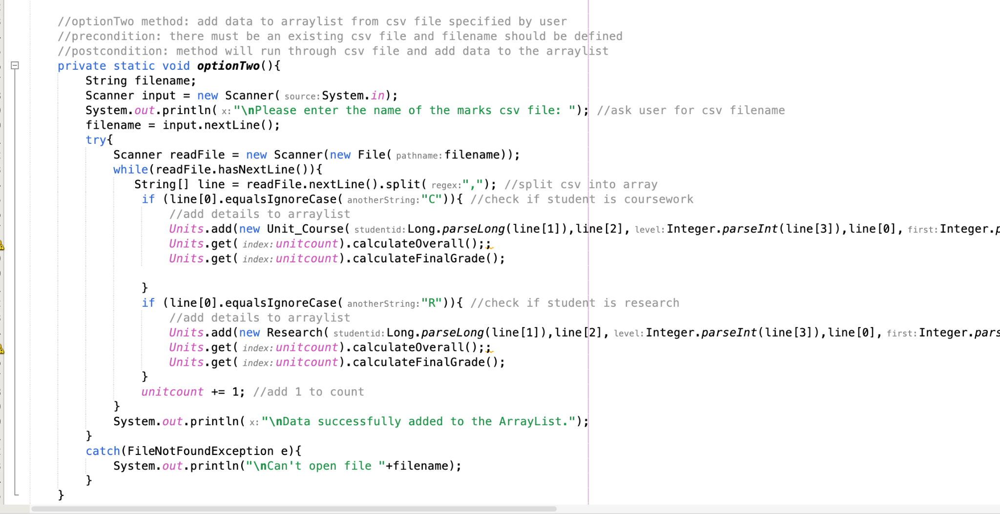 //optionTwo method: add data to arraylist from csv file specified by user
//precondition: there must be an existing csv file and filename should be defined
//postcondition: method will run through csv file and add data to the arraylist
private static void optionTwo(){
String filename;
Scanner input = new Scanner( source: System.in);
System.out.println( x: "\nPlease enter the name of the marks csv file: "); //ask user for csv filename
filename = input.nextLine();
try{
Scanner readFile = new Scanner(new File( pathname: filename));
while(readFile.hasNextLine()){
String[] line = readFile.nextLine().split( regex: ","); //split csv into array
if (line[0].equalsIgnoreCase( anotherString: "C")){ //check if student is coursework
//add details to arraylist
Units.add(new Unit_Course( studentid: Long.parseLong(line[1]),line[2], level: Integer.parseInt(line[3]),line[0], first: Integer.p
Units.get( index: unitcount).calculateOverall();;
Units.get( index: unitcount).calculateFinalGrade();
}
if (line[0].equalsIgnoreCase( anotherString: "R")){ //check if student is research
//add details to arraylist
Units.add(new Research( studentid: Long.parseLong(line[1]),line[2], level: Integer.parseInt(line[3]),line[0], first: Integer.pars
Units.get( index: unitcount).calculateOverall();;
Units.get( index: unitcount).calculateFinalGrade();
}
unitcount += 1; //add 1 to count
}
System.out.println( x: "\nData successfully added to the ArrayList.");
}
catch(FileNotFoundException e){
System.out.println("\nCan't open file "+filename);
}
}